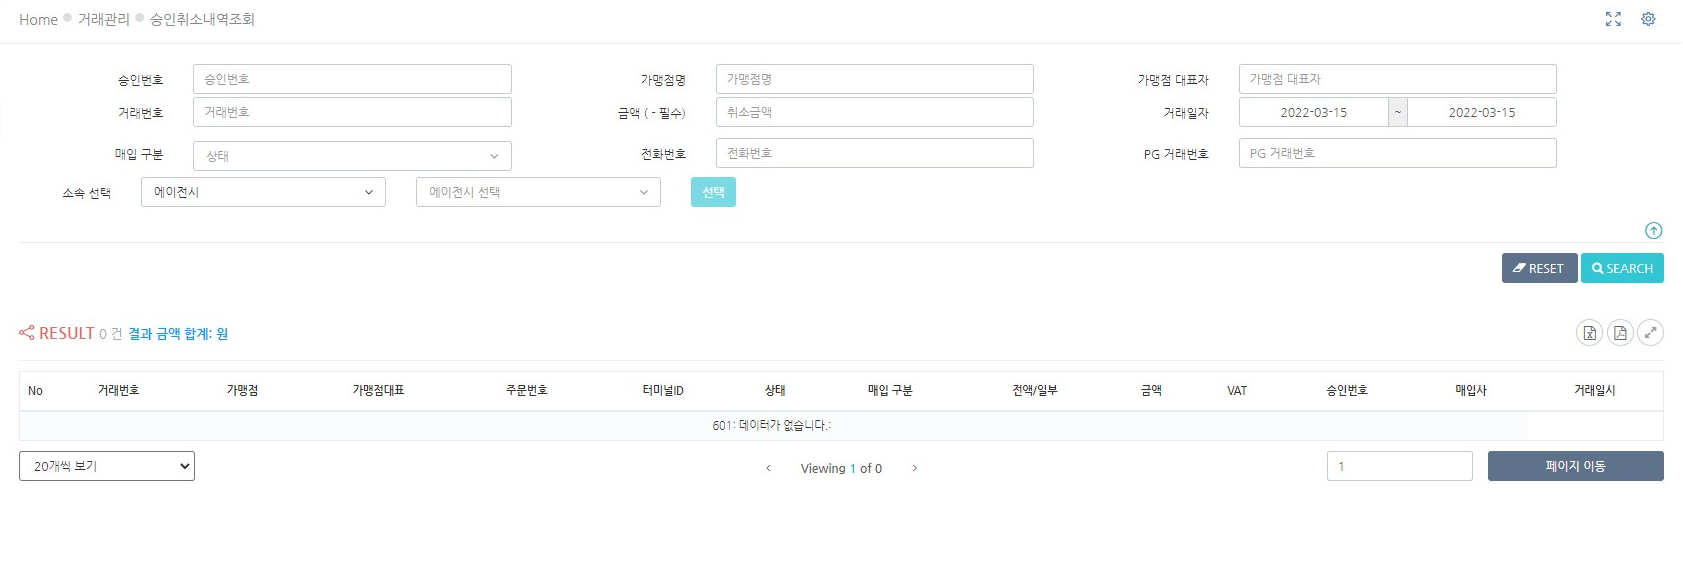 Home 거래관리 승인취소내역조회
승인번호 승인번호 가맹점명 가맹점명 가맹점 대표자 가맹점 대표자
거래번호 거래번호 금액 ( - 필수) 취소금액 거래일자 2022-03-15 ~ 2022-03-15
매입 구분 상태 전화번호 전화번호 PG 거래번호 PG 거래번호
소속 선택 에이전시 에이전시 선택 선택
RESET SEARCH
RESULT 0 건 결과 금액 합계: 원
No 거래번호 가맹점 가맹점대표 주문번호 터미널ID 상태 매입 구분 전액/일부 금액 VAT 승인번호 매입사 거래일시
601: 데이터가 없습니다.:
20개씩 보기 ‹ Viewing 1 of 0 › 1 페이지 이동